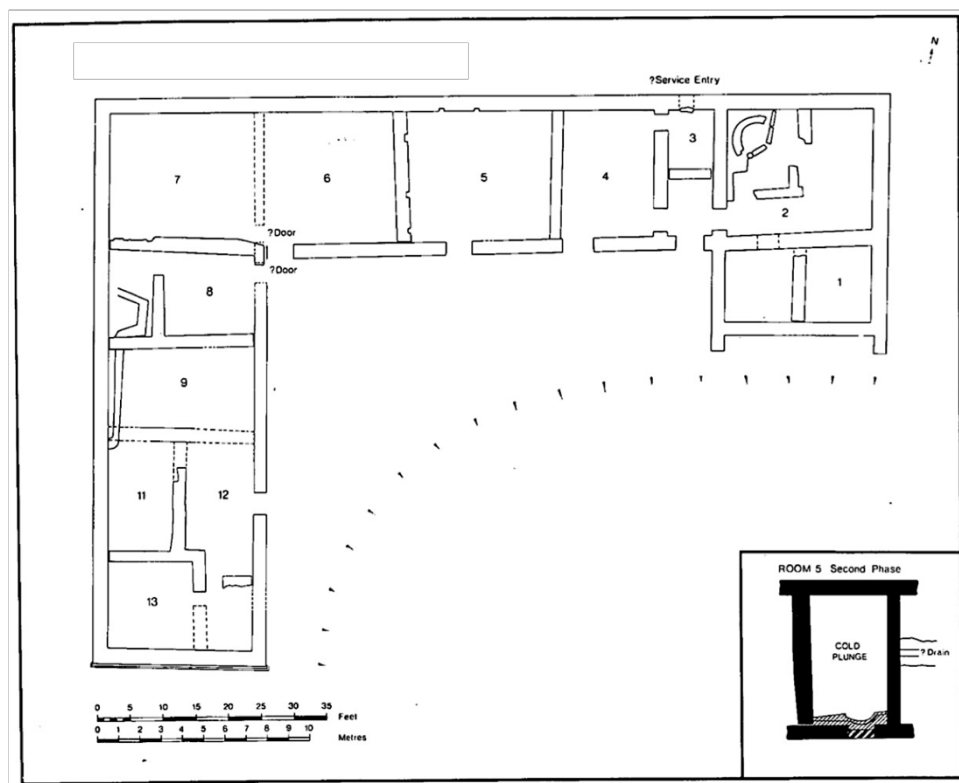 N
?Service Entry
3
7
6
5
4
2
?Door
?Door
8
1
9
11
12
13
ROOM 5 Second Phase
COLD
PLUNGE
? Drain
0 5 10 15 20 25 30 35
Feet
0 1 2 3 4 5 6 7 8 9 10
Metres